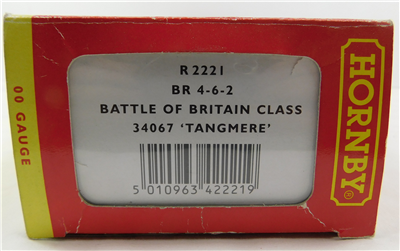 00 GAUGE
R 2221
BR 4-6-2
BATTLE OF BRITAIN CLASS
34067 'TANGMERE'
5 010963 422219
HORNBY